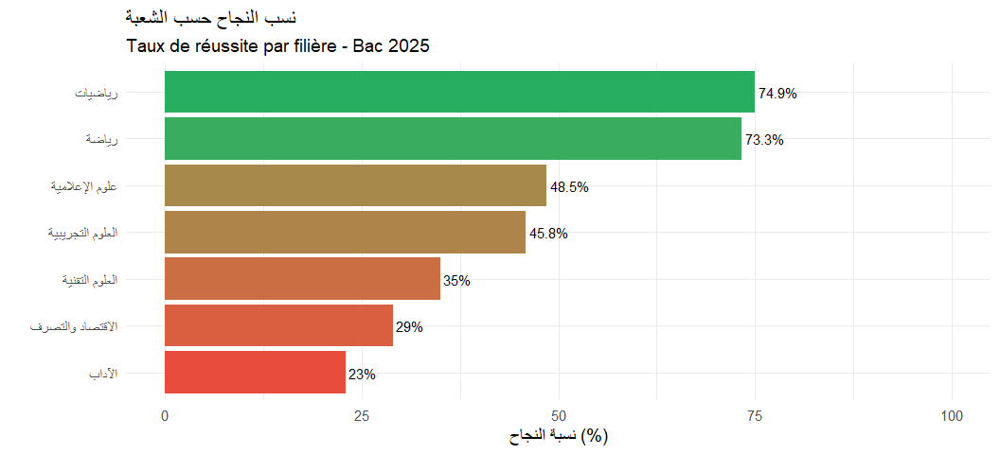 نسب النجاح حسب الشعبة
Taux de réussite par filière - Bac 2025
رياضيات
74.9%
رياضة
73.3%
علوم الإعلامية
48.5%
العلوم التجريبية
45.8%
العلوم التقنية
35%
الاقتصاد والتصرف
29%
الآداب
23%
0 25 50 75 100
نسبة النجاح (%)